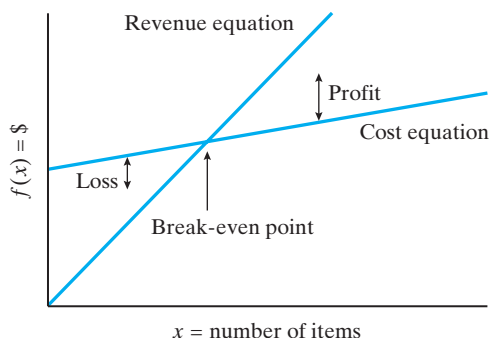 Revenue equation
Profit
Cost equation
Loss
Break-even point
f(x) = $
x = number of items